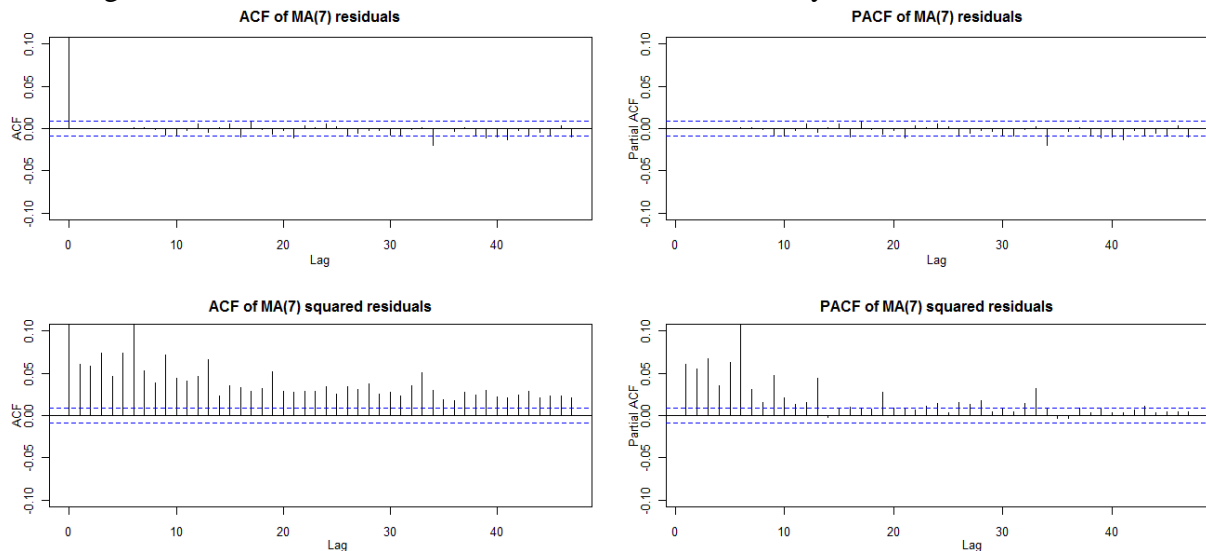 ACF of MA(7) residuals
ACF
-0.10 -0.05 0.00 0.05 0.10
0 10 20 30 40
Lag
PACF of MA(7) residuals
Partial ACF
-0.10 -0.05 0.00 0.05 0.10
0 10 20 30 40
Lag
ACF of MA(7) squared residuals
ACF
-0.10 -0.05 0.00 0.05 0.10
0 10 20 30 40
Lag
PACF of MA(7) squared residuals
Partial ACF
-0.10 -0.05 0.00 0.05 0.10
0 10 20 30 40
Lag